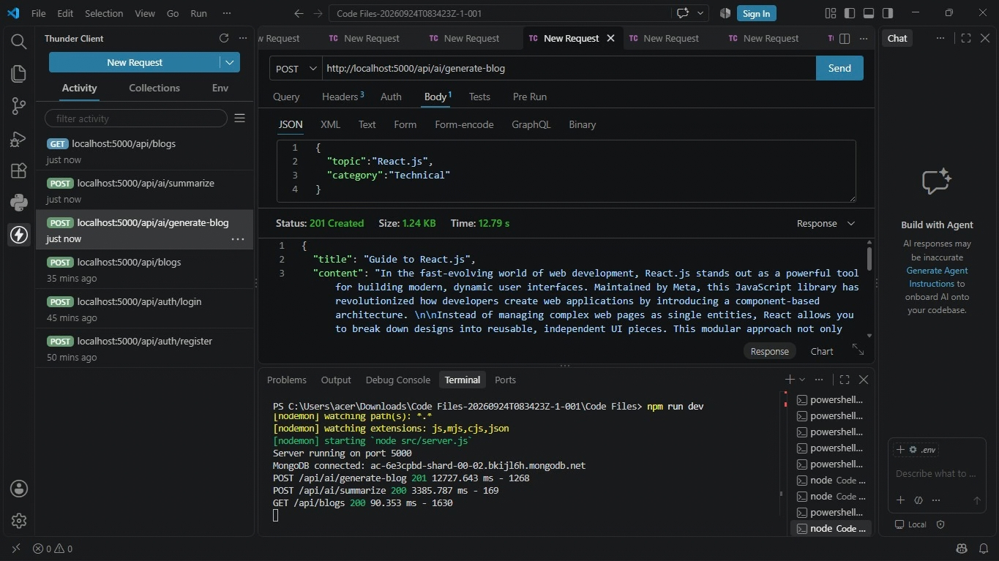 File Edit Selection View Go Run ···
Code Files-20260924T083423Z-1-001
Sign In
Thunder Client
New Request
Activity Collections Env
filter activity
GET localhost:5000/api/blogs
just now
POST localhost:5000/api/ai/summarize
just now
POST localhost:5000/api/ai/generate-blog
just now
POST localhost:5000/api/blogs
35 mins ago
POST localhost:5000/api/auth/login
45 mins ago
POST localhost:5000/api/auth/register
50 mins ago
w Request TC New Request TC New Request TC New Request TC New Request TC New Request
POST http://localhost:5000/api/ai/generate-blog Send
Query Headers 3 Auth Body 1 Tests Pre Run
JSON XML Text Form Form-encode GraphQL Binary
1 {
2 "topic":"React.js",
3 "category":"Technical"
4 }
Status: 201 Created Size: 1.24 KB Time: 12.79 s Response
1 {
2 "title": "Guide to React.js",
3 "content": "In the fast-evolving world of web development, React.js stands out as a powerful tool
for building modern, dynamic user interfaces. Maintained by Meta, this JavaScript library has
revolutionized how developers create web applications by introducing a component-based
architecture. \n\nInstead of managing complex web pages as single entities, React allows you
to break down designs into reusable, independent UI pieces. This modular approach not only
Response Chart
Problems Output Debug Console Terminal Ports
PS C:\Users\acer\Downloads\Code Files-20260924T083423Z-1-001\Code Files> npm run dev
[nodemon] watching path(s): *.*
[nodemon] watching extensions: js,mjs,cjs,json
[nodemon] starting `node src/server.js`
Server running on port 5000
MongoDB connected: ac-6e3cpbd-shard-00-02.bkijl6h.mongodb.net
POST /api/ai/generate-blog 201 12727.643 ms - 1268
POST /api/ai/summarize 200 3385.787 ms - 169
GET /api/blogs 200 90.353 ms - 1630
powershell...
powershell...
powershell...
powershell...
powershell...
node Code ...
node Code ...
powershell...
node Code ...
Chat
Build with Agent
AI responses may
be inaccurate
Generate Agent
Instructions to
onboard AI onto
your codebase.
.env
Describe what to ...
Local
0 0